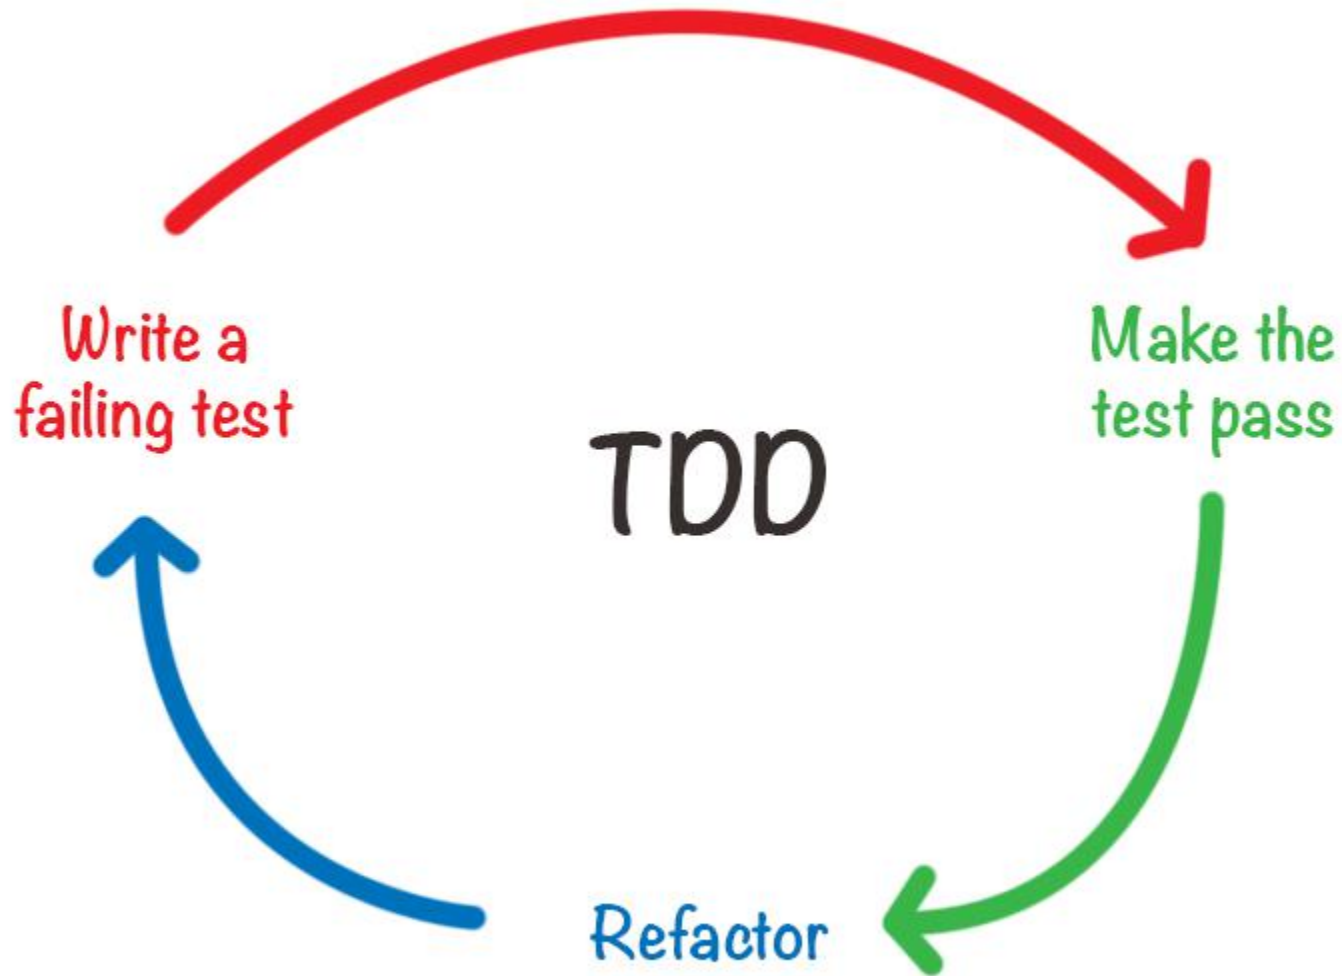 Write a
failing test
Make the
test pass
TDD
Refactor